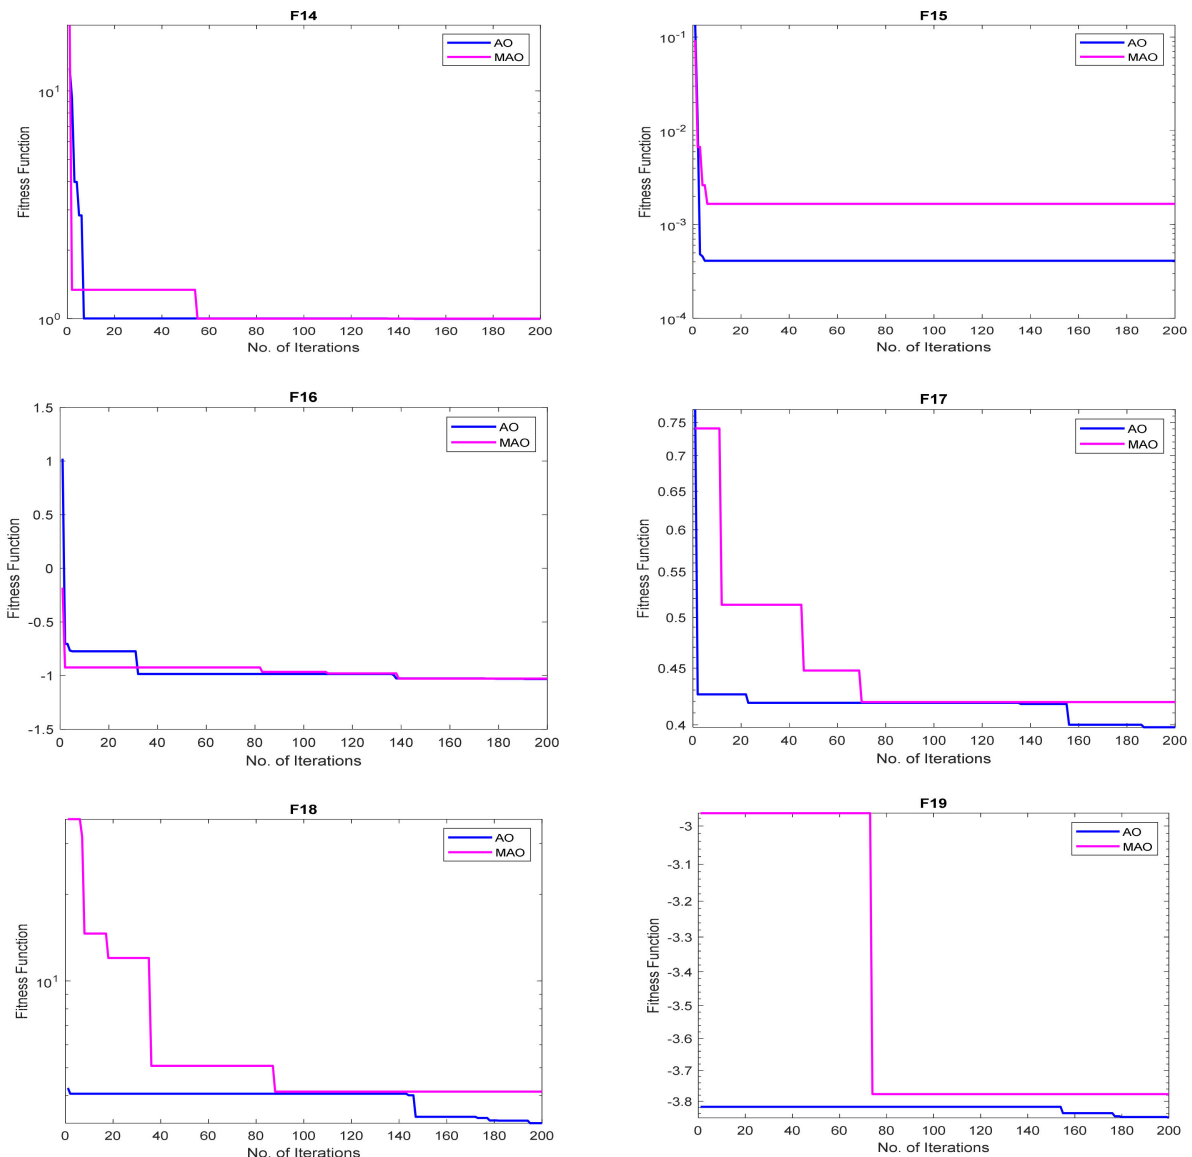 F14
AO
MAO
10^1
10^0
Fitness Function
0 20 40 60 80 100 120 140 160 180 200
No. of Iterations
F15
AO
MAO
10^-1
10^-2
10^-3
10^-4
Fitness Function
0 20 40 60 80 100 120 140 160 180 200
No. of Iterations
F16
AO
MAO
1.5
1
0.5
0
-0.5
-1
-1.5
Fitness Function
0 20 40 60 80 100 120 140 160 180 200
No. of Iterations
F17
AO
MAO
0.75
0.7
0.65
0.6
0.55
0.5
0.45
0.4
Fitness Function
0 20 40 60 80 100 120 140 160 180 200
No. of Iterations
F18
AO
MAO
10^1
Fitness Function
0 20 40 60 80 100 120 140 160 180 200
No. of Iterations
F19
AO
MAO
-3
-3.1
-3.2
-3.3
-3.4
-3.5
-3.6
-3.7
-3.8
Fitness Function
0 20 40 60 80 100 120 140 160 180 200
No. of Iterations